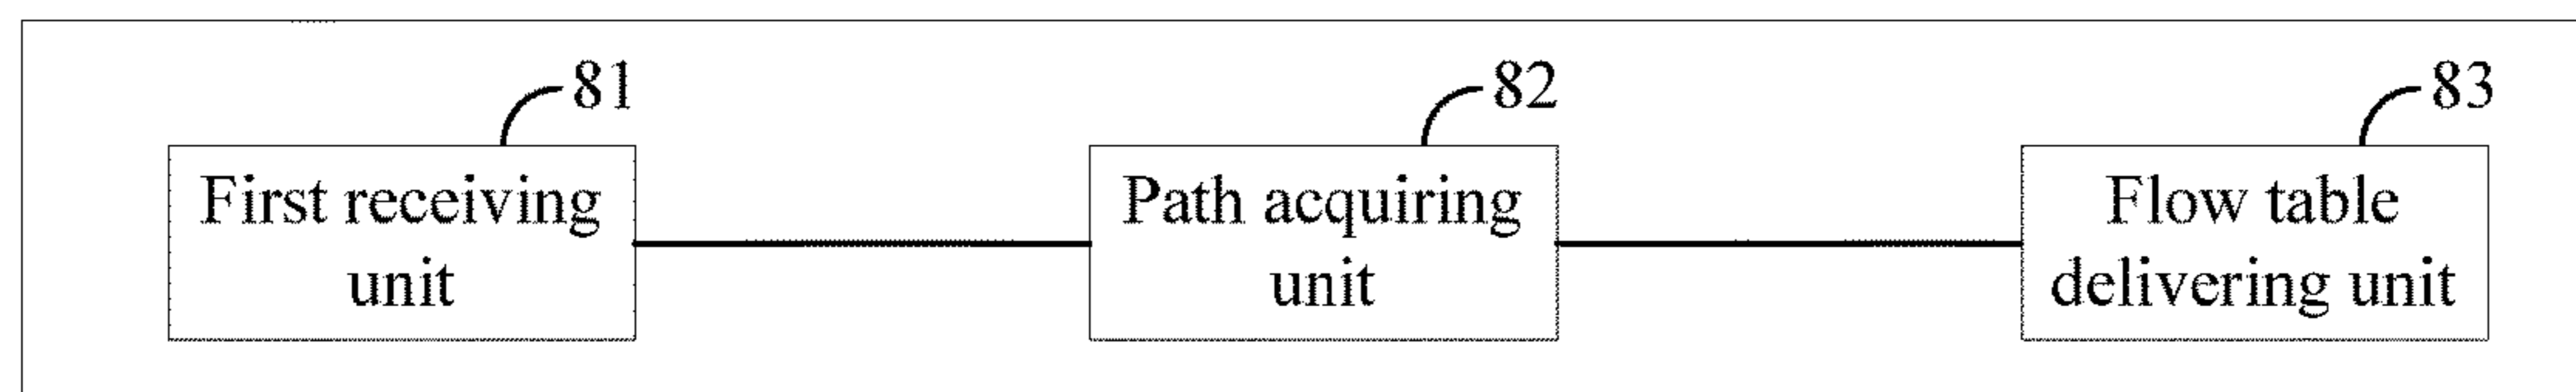 81
82
83
First receiving
unit
Path acquiring
unit
Flow table
delivering unit